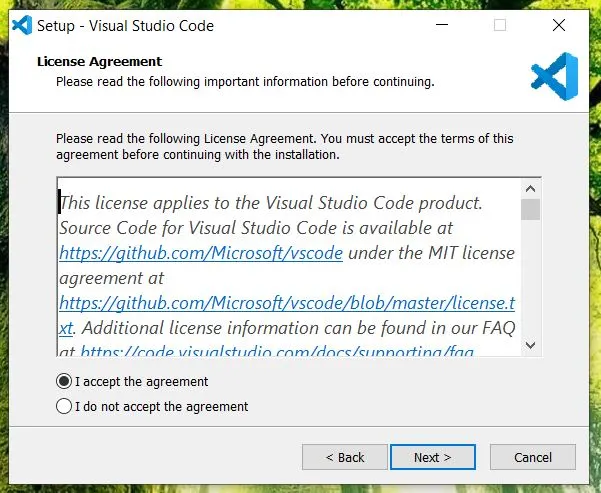 Setup - Visual Studio Code
License Agreement
Please read the following important information before continuing.
Please read the following License Agreement. You must accept the terms of this
agreement before continuing with the installation.
This license applies to the Visual Studio Code product.
Source Code for Visual Studio Code is available at
https://github.com/Microsoft/vscode under the MIT license
agreement at
https://github.com/Microsoft/vscode/blob/master/license.t
xt. Additional license information can be found in our FAQ
at https://code.visualstudio.com/docs/supporting/faq
I accept the agreement
I do not accept the agreement
< Back Next > Cancel